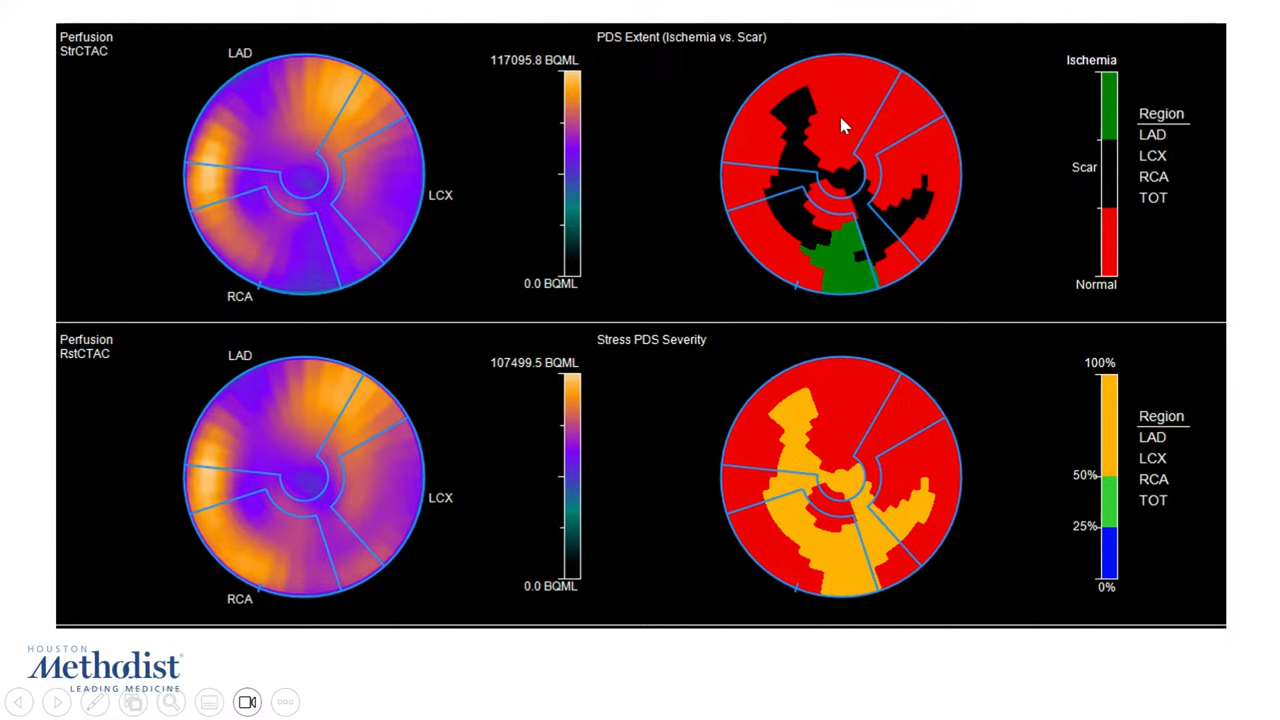 Perfusion
StrCTAC
LAD
117095.8 BQML
LCX
0.0 BQML
RCA
PDS Extent (Ischemia vs. Scar)
Ischemia
Scar
Normal
Region
LAD
LCX
RCA
TOT
Perfusion
RstCTAC
LAD
107499.5 BQML
LCX
0.0 BQML
RCA
Stress PDS Severity
100%
50%
25%
0%
Region
LAD
LCX
RCA
TOT
HOUSTON
Methodist
LEADING MEDICINE